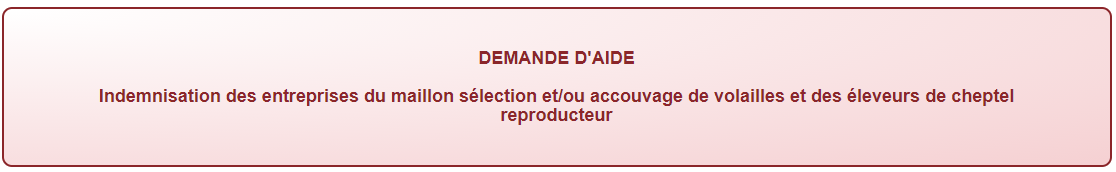 DEMANDE D'AIDE
Indemnisation des entreprises du maillon sélection et/ou accouvage de volailles et des éleveurs de cheptel
reproducteur